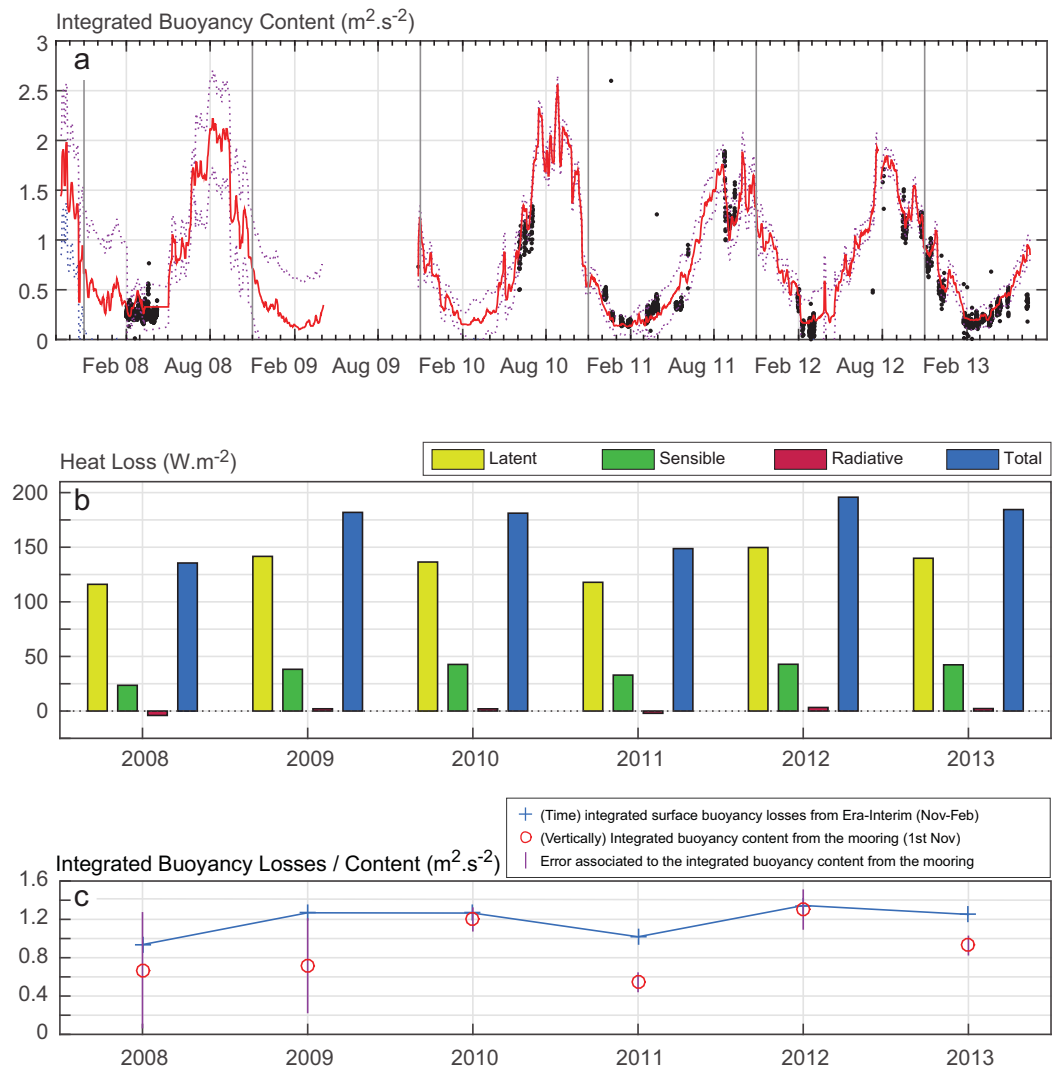 Integrated Buoyancy Content (m².s⁻²)
a
3
2.5
2
1.5
1
0.5
0
Feb 08 Aug 08 Feb 09 Aug 09 Feb 10 Aug 10 Feb 11 Aug 11 Feb 12 Aug 12 Feb 13
Heat Loss (W.m⁻²)
Latent Sensible Radiative Total
b
200
150
100
50
0
2008 2009 2010 2011 2012 2013
(Time) integrated surface buoyancy losses from Era-Interim (Nov-Feb)
(Vertically) Integrated buoyancy content from the mooring (1st Nov)
Error associated to the integrated buoyancy content from the mooring
Integrated Buoyancy Losses / Content (m².s⁻²)
c
1.6
1.2
0.8
0.4
0
2008 2009 2010 2011 2012 2013